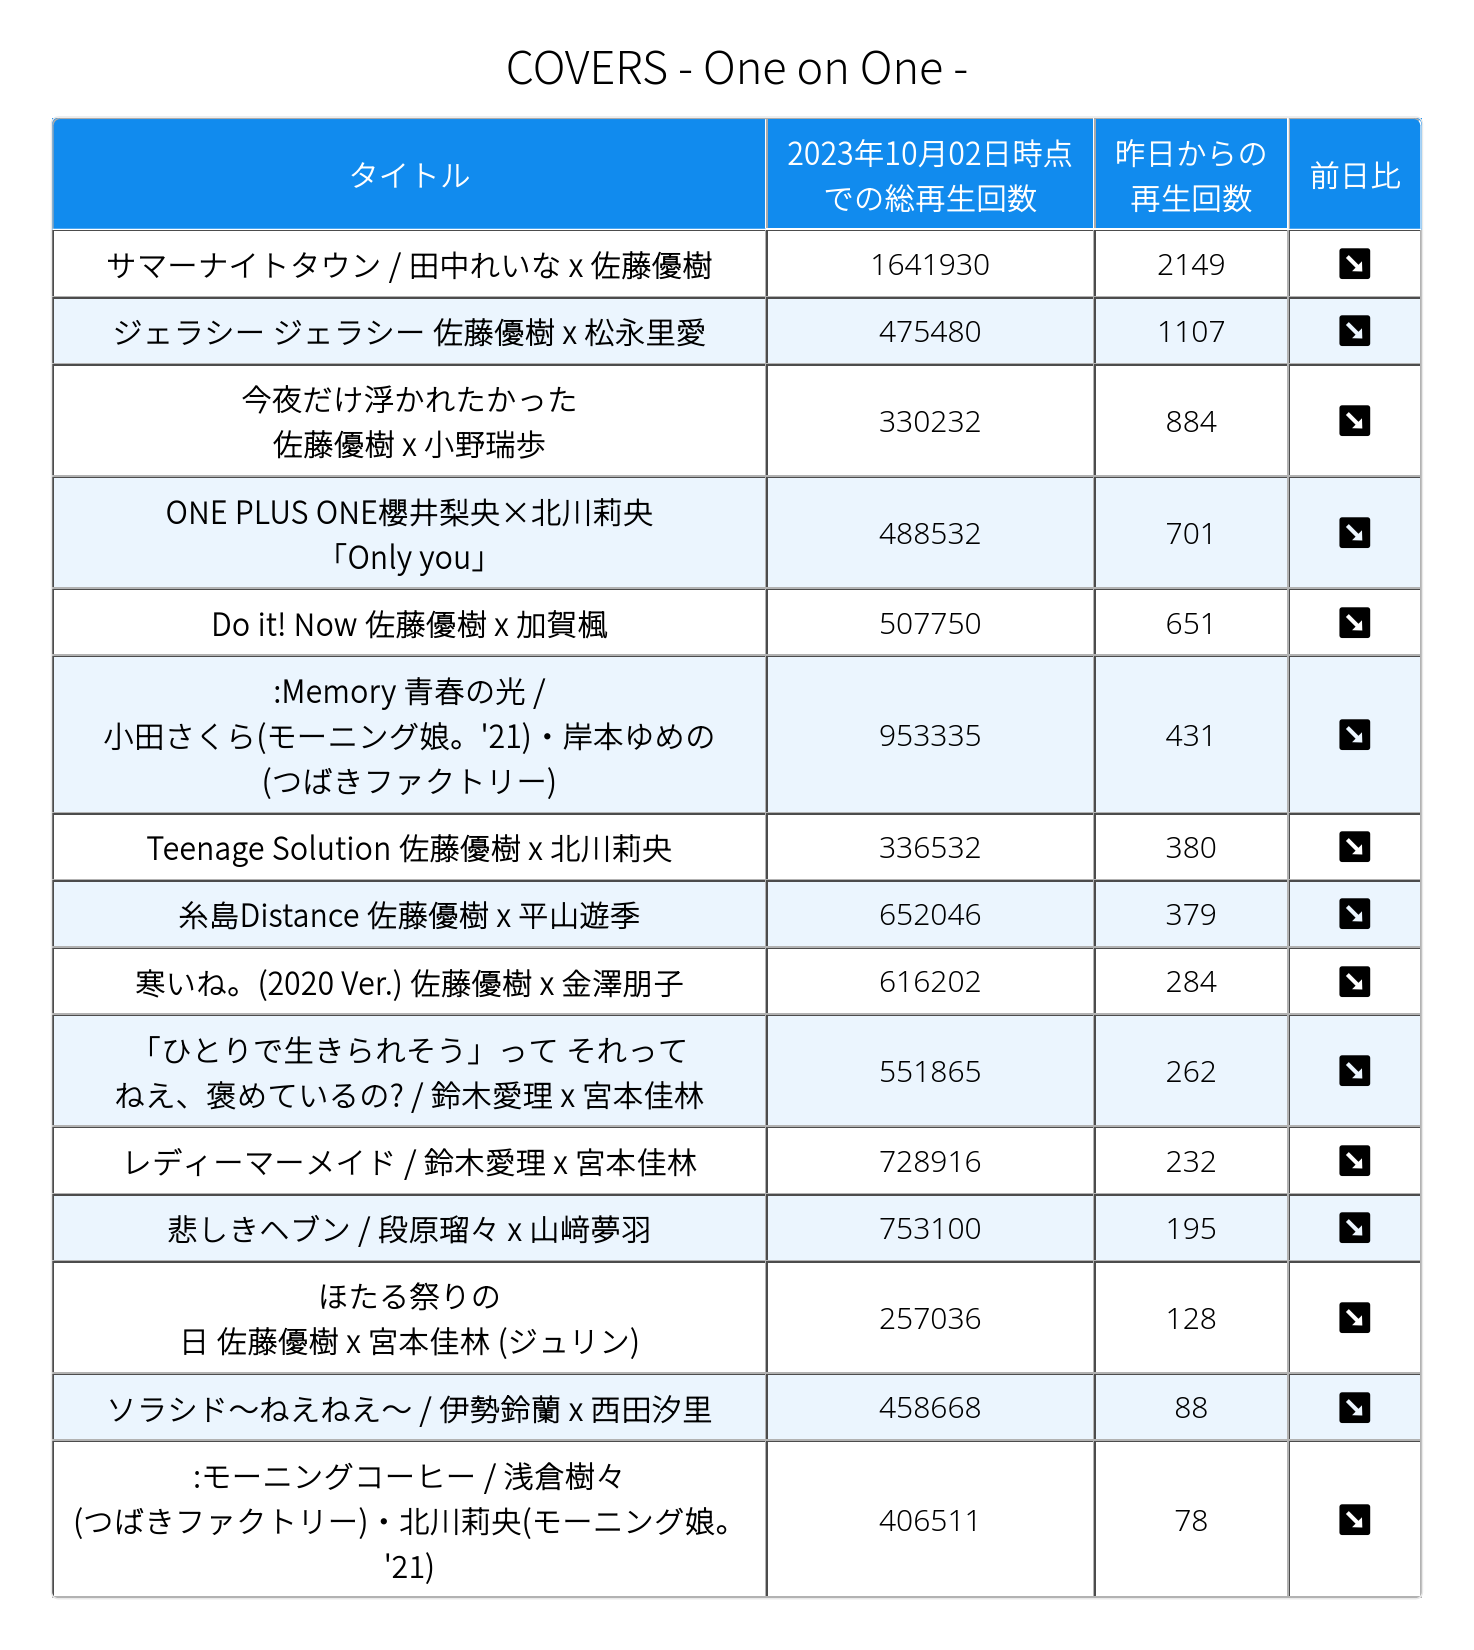 COVERS - One on One -
タイトル
2023年10月02日時点
での総再生回数
昨日からの
再生回数
前日比
サマーナイトタウン / 田中れいな x 佐藤優樹
1641930
2149
ジェラシー ジェラシー 佐藤優樹 x 松永里愛
475480
1107
今夜だけ浮かれたかった
佐藤優樹 x 小野瑞歩
330232
884
ONE PLUS ONE櫻井梨央×北川莉央
「Only you」
488532
701
Do it! Now 佐藤優樹 x 加賀楓
507750
651
:Memory 青春の光 /
小田さくら(モーニング娘。'21)・岸本ゆめの
(つばきファクトリー)
953335
431
Teenage Solution 佐藤優樹 x 北川莉央
336532
380
糸島Distance 佐藤優樹 x 平山遊季
652046
379
寒いね。(2020 Ver.) 佐藤優樹 x 金澤朋子
616202
284
「ひとりで生きられそう」って それって
ねえ、褒めているの? / 鈴木愛理 x 宮本佳林
551865
262
レディーマーメイド / 鈴木愛理 x 宮本佳林
728916
232
悲しきヘブン / 段原瑠々 x 山﨑夢羽
753100
195
ほたる祭りの
日 佐藤優樹 x 宮本佳林 (ジュリン)
257036
128
ソラシド〜ねえねえ〜 / 伊勢鈴蘭 x 西田汐里
458668
88
:モーニングコーヒー / 浅倉樹々
(つばきファクトリー)・北川莉央(モーニング娘。
'21)
406511
78